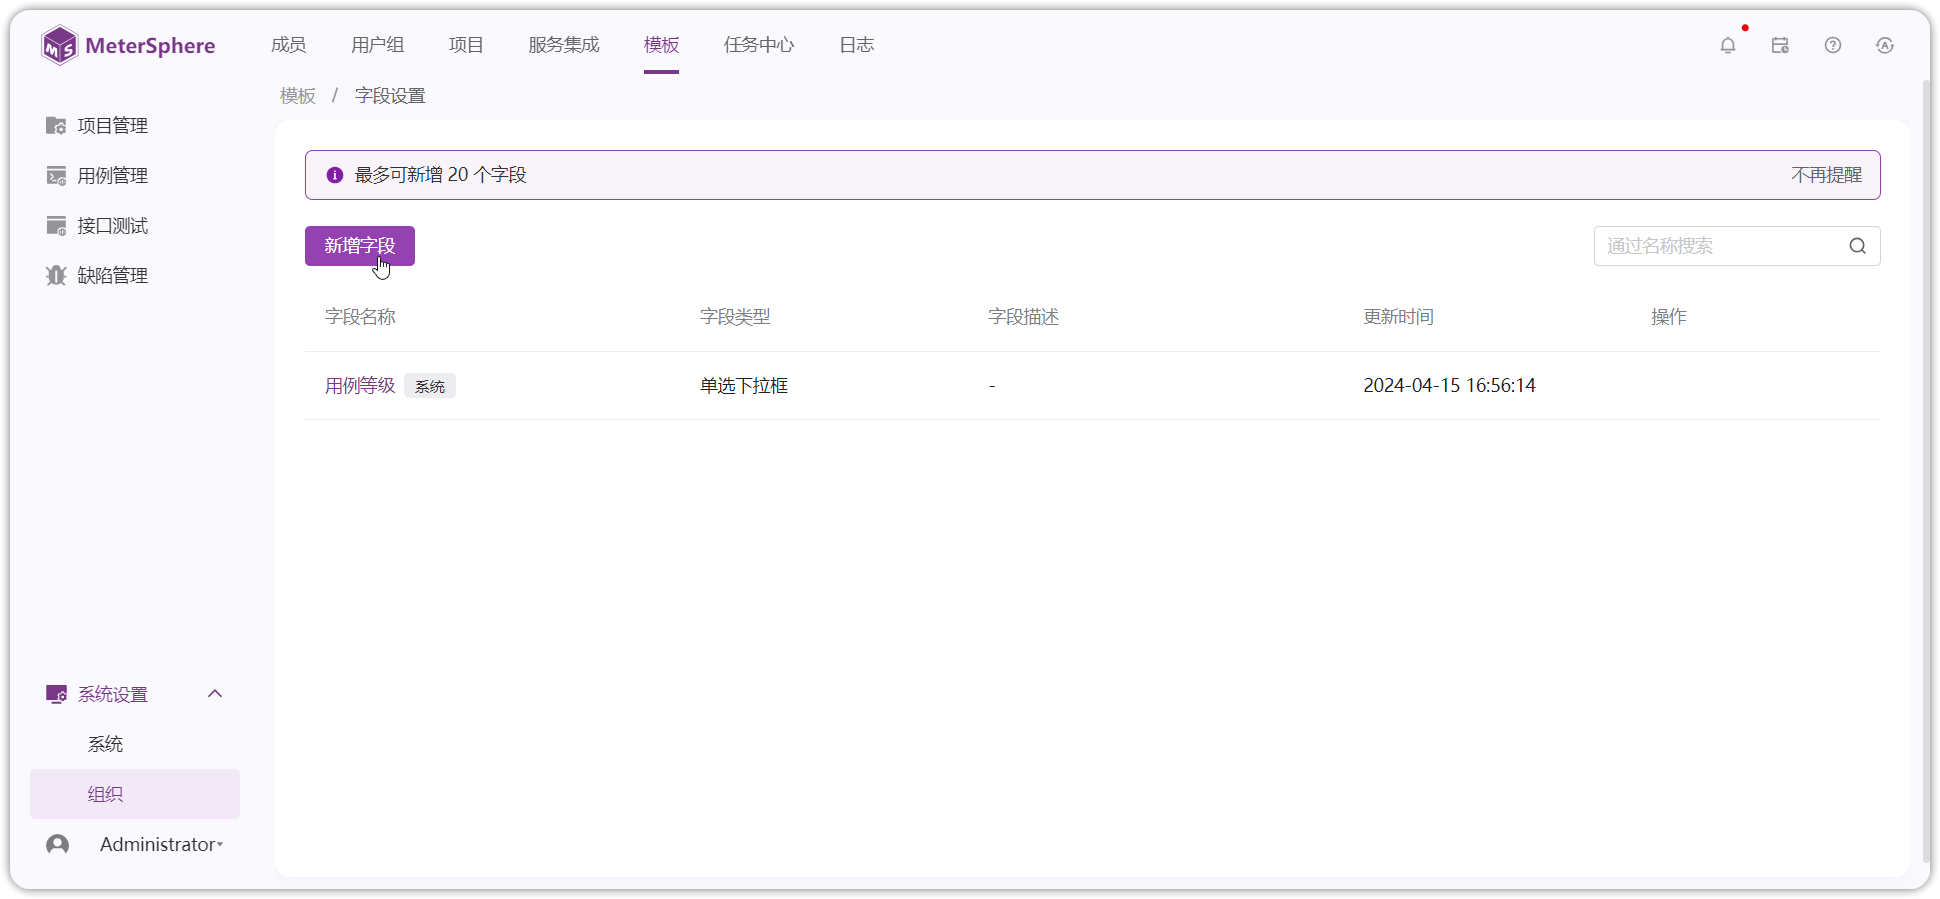 MeterSphere
成员 用户组 项目 服务集成 模板 任务中心 日志
模板 / 字段设置
项目管理
用例管理
接口测试
缺陷管理
最多可新增 20 个字段 不再提醒
新增字段 通过名称搜索
字段名称 字段类型 字段描述 更新时间 操作
用例等级 系统 单选下拉框 - 2024-04-15 16:56:14
系统设置
系统
组织
Administrator